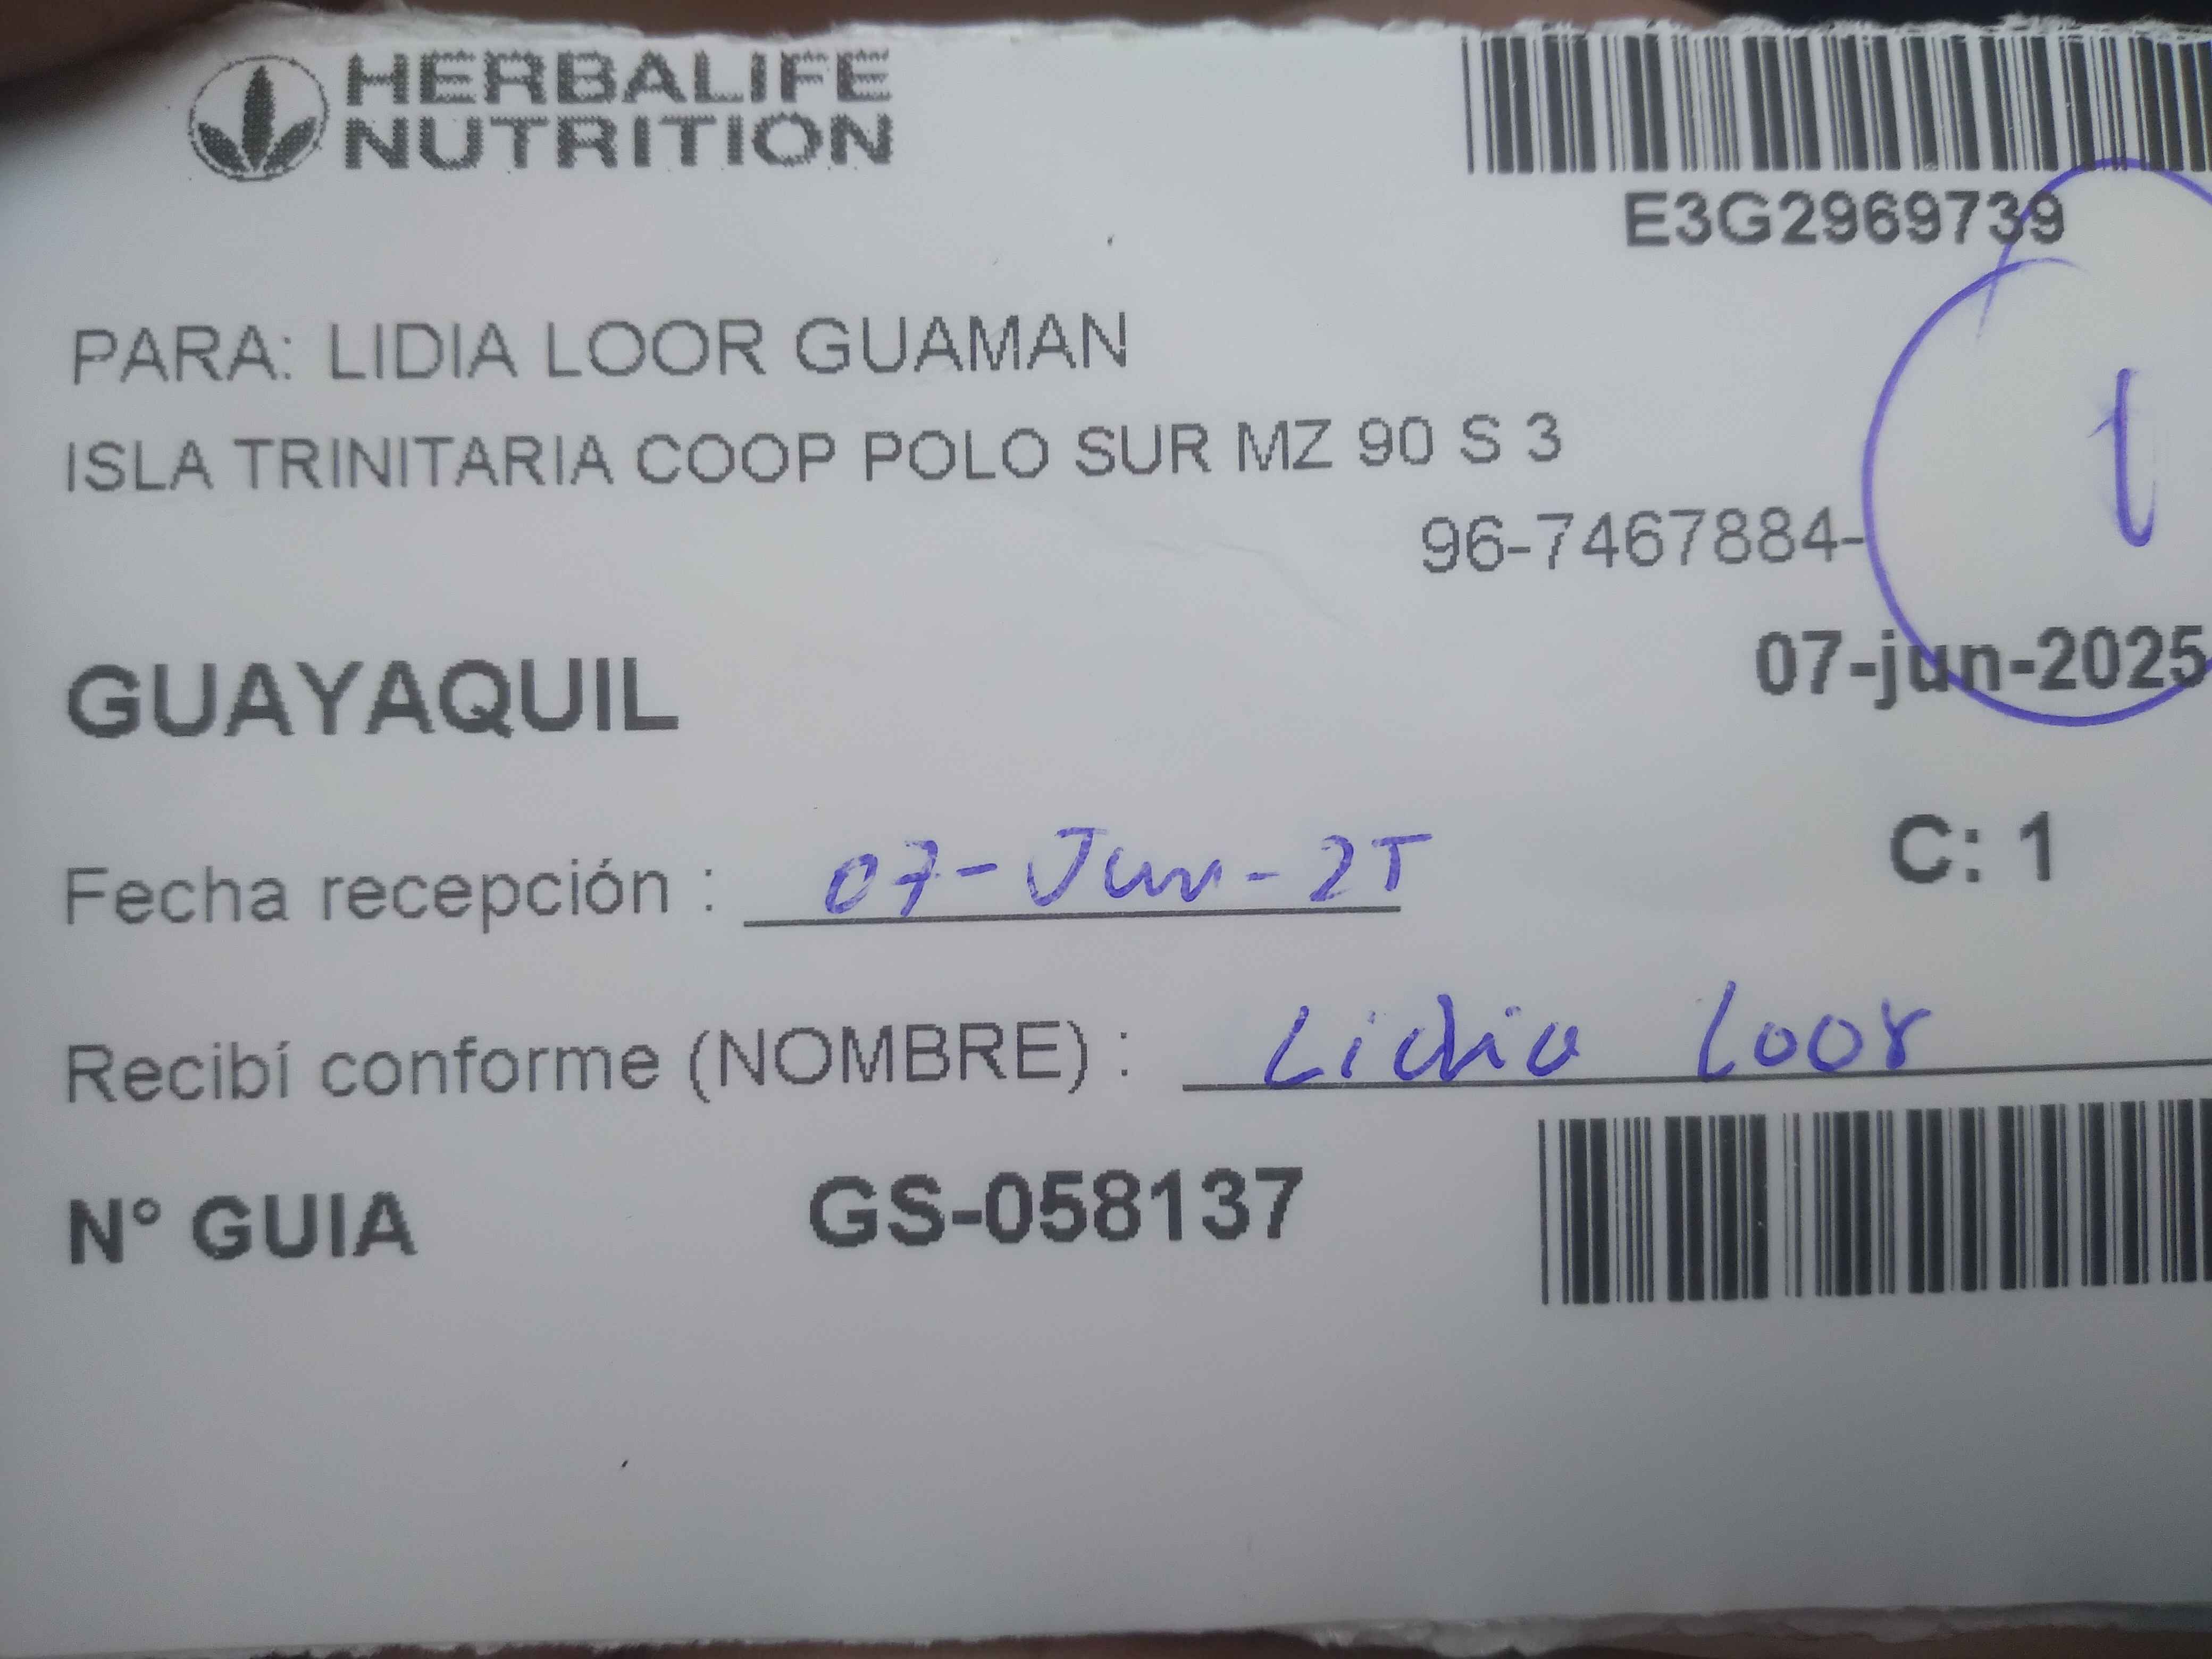 HERBALIFE
NUTRITION
E3G2969739
PARA: LIDIA LOOR GUAMAN
ISLA TRINITARIA COOP POLO SUR MZ 90 S 3
96-7467884-
1
GUAYAQUIL
07-jun-2025
Fecha recepción : 07-Jun-25
C: 1
Recibí conforme (NOMBRE) : Lidia Loor
N° GUIA GS-058137